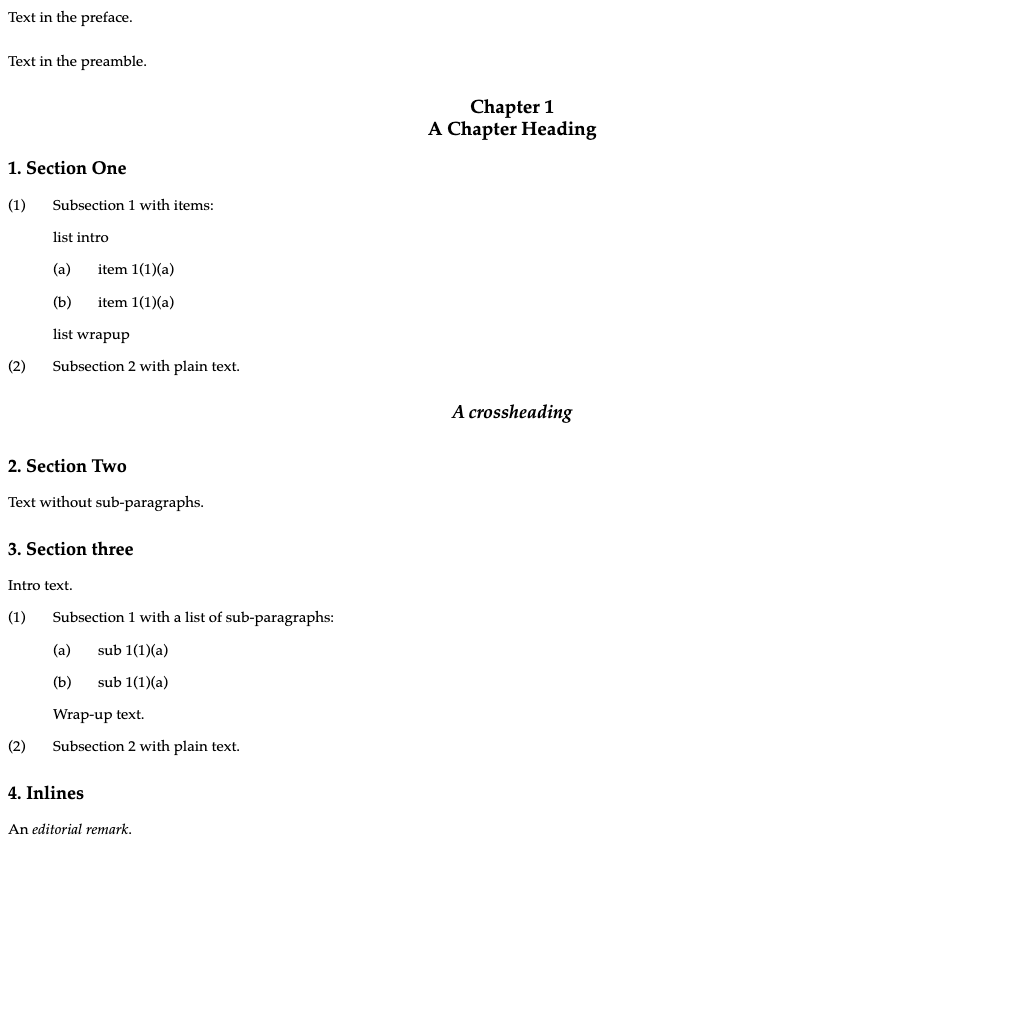 Text in the preface.
Text in the preamble.
Chapter 1
A Chapter Heading
1. Section One
(1) Subsection 1 with items:
list intro
(a) item 1(1)(a)
(b) item 1(1)(a)
list wrapup
(2) Subsection 2 with plain text.
A crossheading
2. Section Two
Text without sub-paragraphs.
3. Section three
Intro text.
(1) Subsection 1 with a list of sub-paragraphs:
(a) sub 1(1)(a)
(b) sub 1(1)(a)
Wrap-up text.
(2) Subsection 2 with plain text.
4. Inlines
An editorial remark.